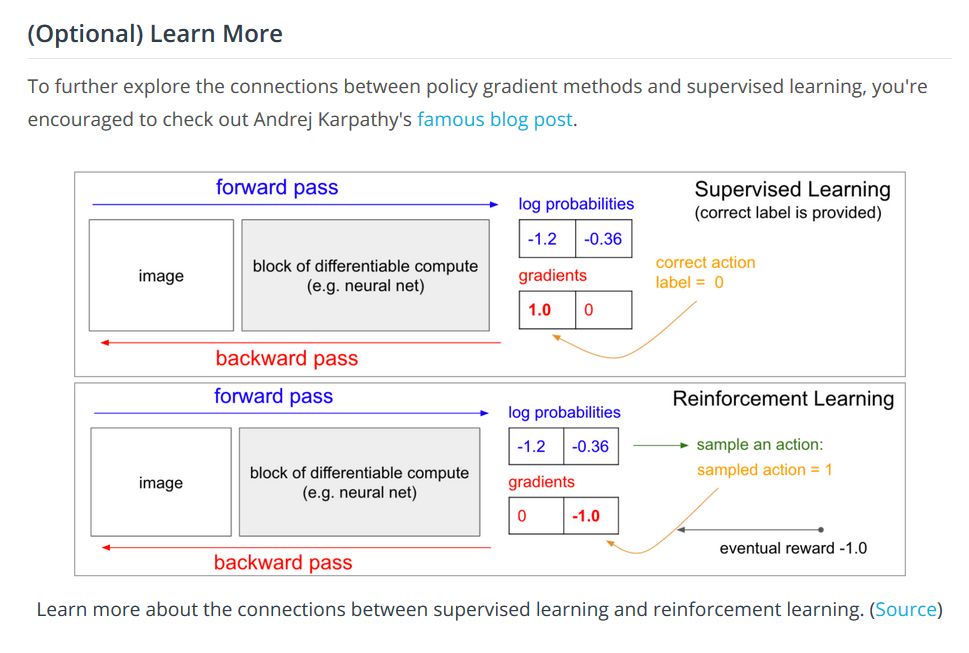 (Optional) Learn More
To further explore the connections between policy gradient methods and supervised learning, you're
encouraged to check out Andrej Karpathy's famous blog post.
forward pass
Supervised Learning
(correct label is provided)
log probabilities
-1.2 -0.36
image
block of differentiable compute
(e.g. neural net)
gradients
1.0 0
correct action
label = 0
backward pass
forward pass
Reinforcement Learning
log probabilities
-1.2 -0.36
sample an action:
sampled action = 1
image
block of differentiable compute
(e.g. neural net)
gradients
0 -1.0
eventual reward -1.0
backward pass
Learn more about the connections between supervised learning and reinforcement learning. (Source)